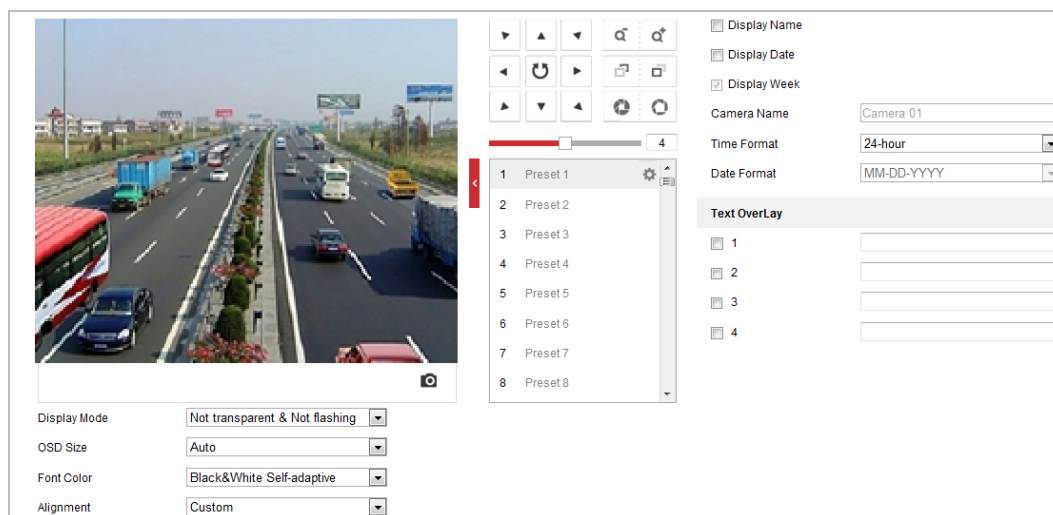 4
1 Preset 1
2 Preset 2
3 Preset 3
4 Preset 4
5 Preset 5
6 Preset 6
7 Preset 7
8 Preset 8
Display Mode Not transparent & Not flashing
OSD Size Auto
Font Color Black&White Self-adaptive
Alignment Custom
Display Name
Display Date
Display Week
Camera Name Camera 01
Time Format 24-hour
Date Format MM-DD-YYYY
Text OverLay
1
2
3
4